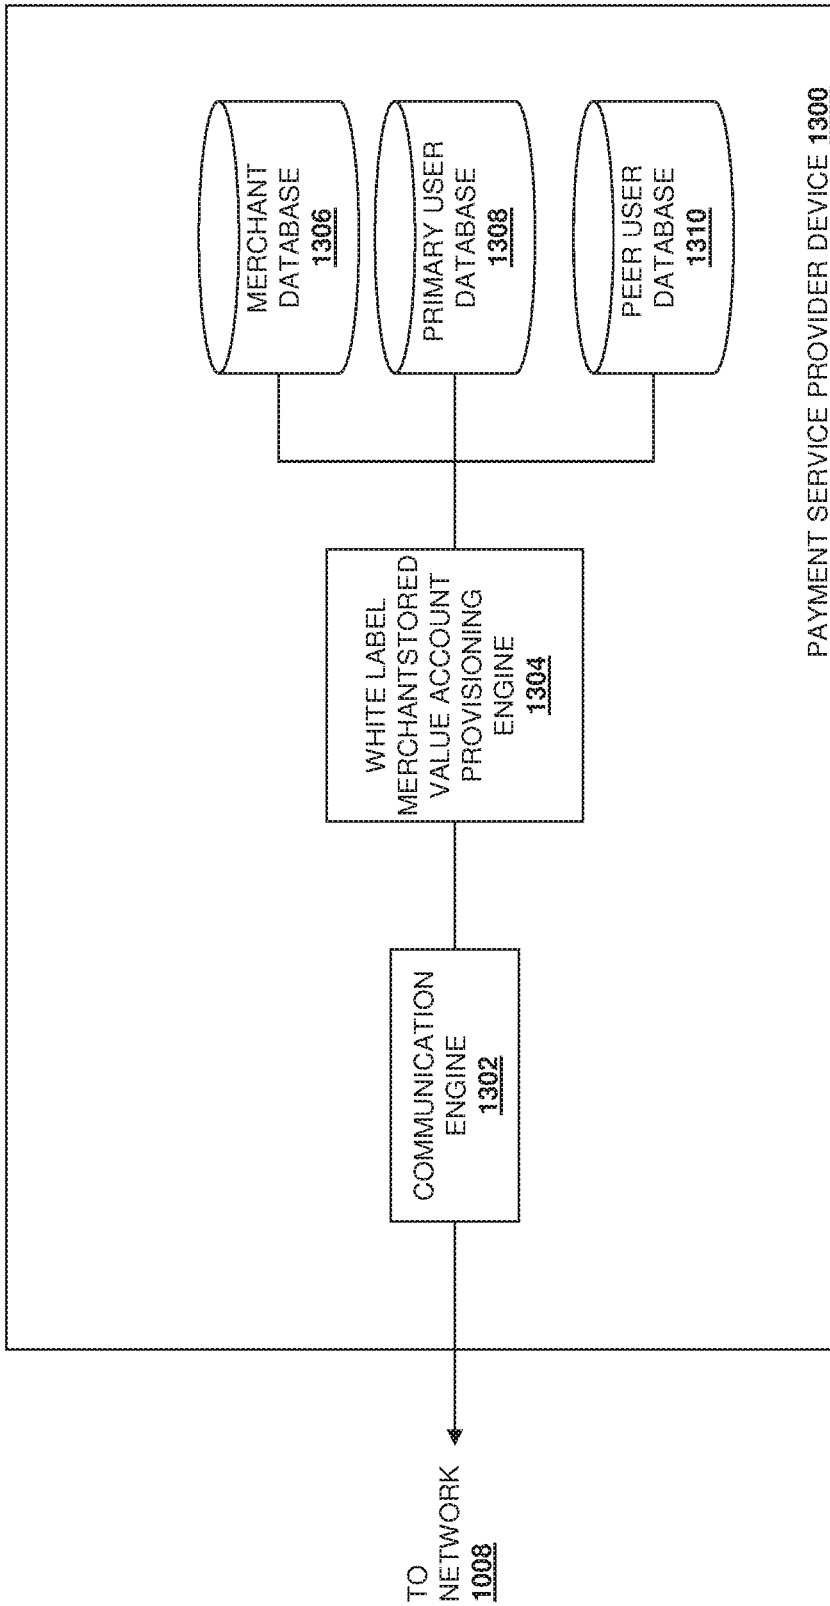 TO
NETWORK
1008
COMMUNICATION
ENGINE
1302
WHITE LABEL
MERCHANTSTORED
VALUE ACCOUNT
PROVISIONING
ENGINE
1304
MERCHANT
DATABASE
1306
PRIMARY USER
DATABASE
1308
PEER USER
DATABASE
1310
PAYMENT SERVICE PROVIDER DEVICE 1300